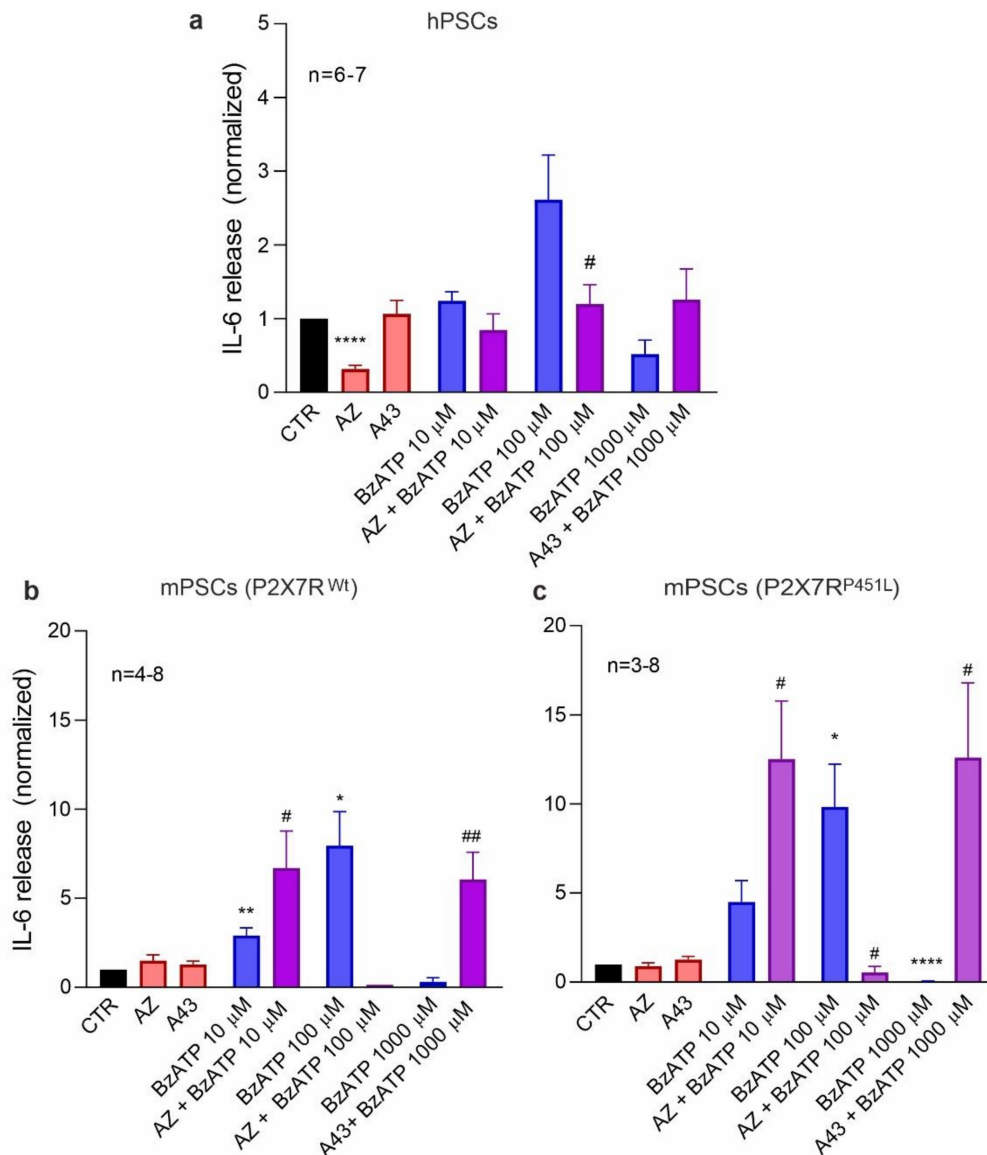 a
hPSCs
n=6-7
IL-6 release (normalized)
5
4
3
2
1
0
****
#
CTR
AZ
A43
BzATP 10 μM
AZ + BzATP 10 μM
BzATP 100 μM
AZ + BzATP 100 μM
BzATP 1000 μM
A43 + BzATP 1000 μM
b
mPSCs (P2X7R Wt)
n=4-8
IL-6 release (normalized)
20
15
10
5
0
**
#
*
##
CTR
AZ
A43
BzATP 10 μM
AZ + BzATP 10 μM
BzATP 100 μM
AZ + BzATP 100 μM
BzATP 1000 μM
A43+ BzATP 1000 μM
c
mPSCs (P2X7RP451L)
n=3-8
20
15
10
5
0
#
*
#
****
#
CTR
AZ
A43
BzATP 10 μM
AZ + BzATP 10 μM
BzATP 100 μM
AZ + BzATP 100 μM
BzATP 1000 μM
A43 + BzATP 1000 μM